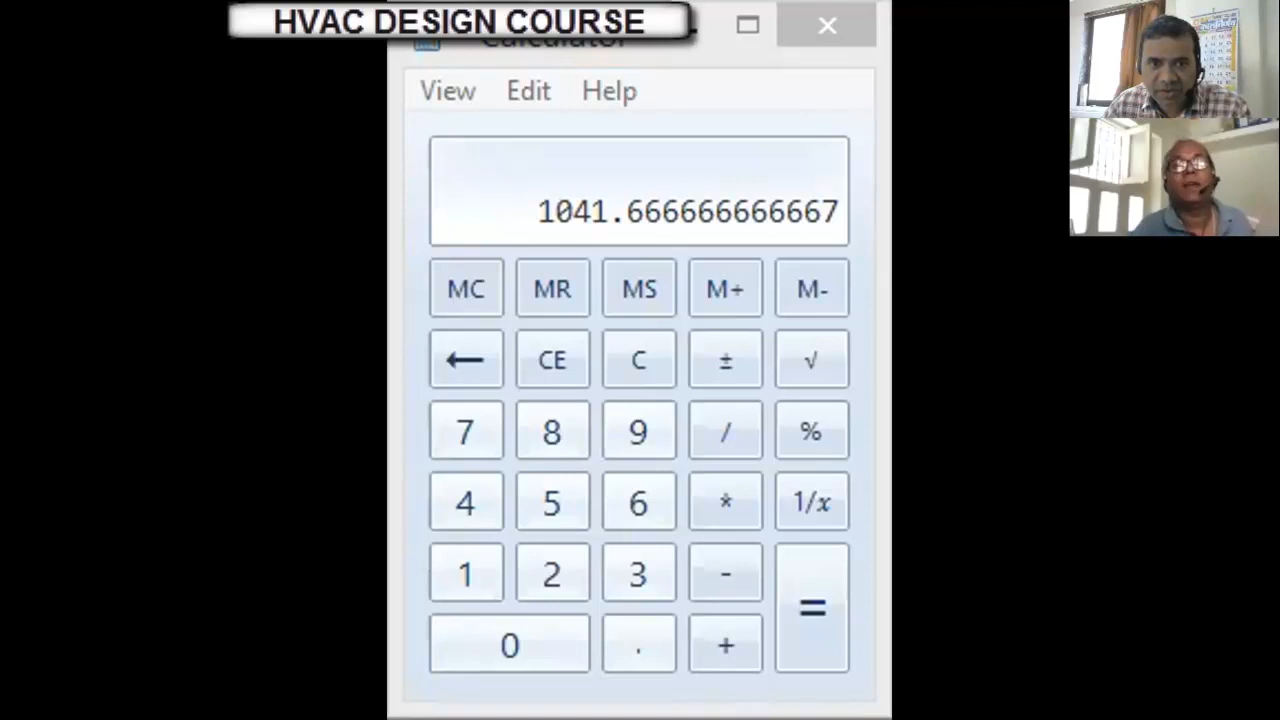 HVAC DESIGN COURSE
Calculator
View Edit Help
1041.666666666667
MC MR MS M+ M-
← CE C ± √
7 8 9 / %
4 5 6 * 1/x
1 2 3 -
=
0 . +